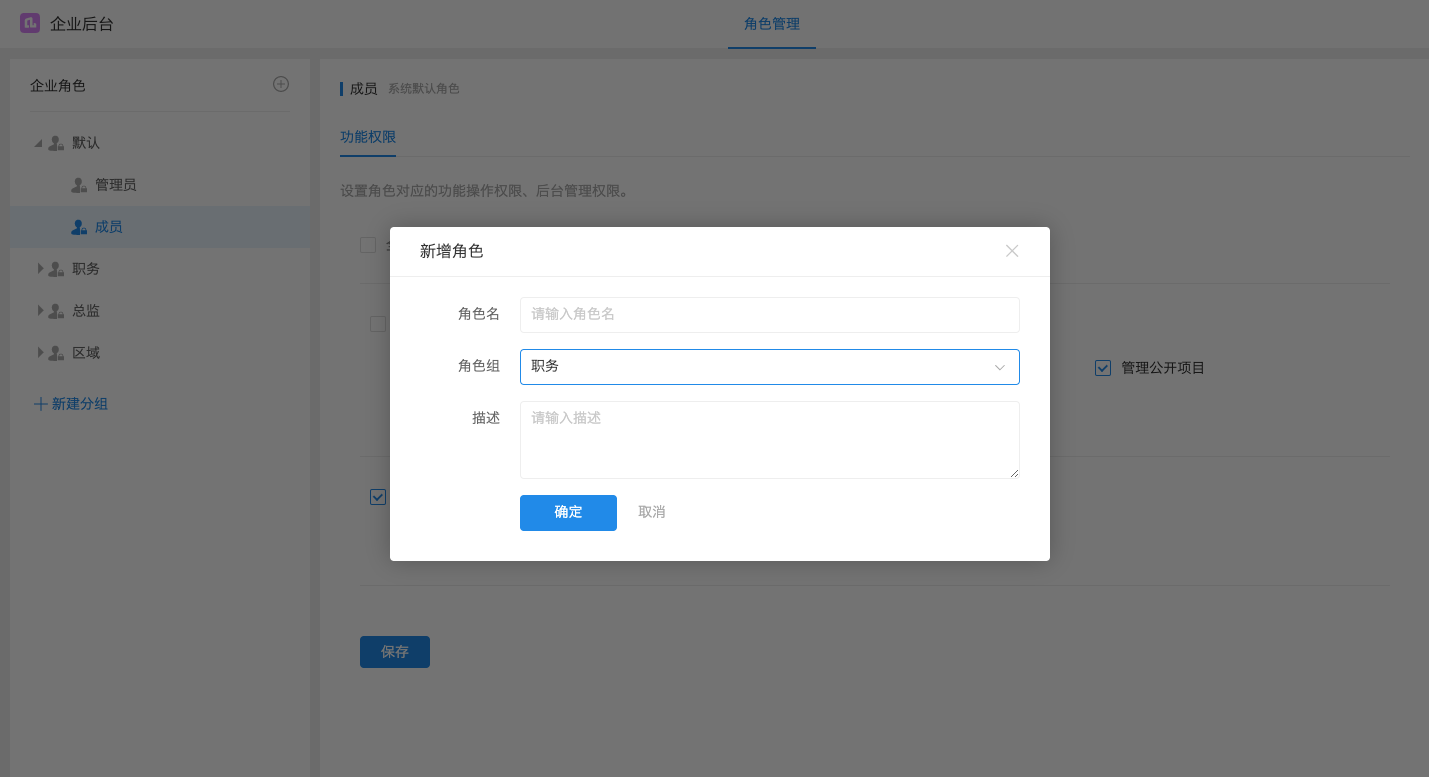 企业后台
角色管理
企业角色
默认
管理员
成员
职务
总监
区域
新建分组
成员 系统默认角色
功能权限
设置角色对应的功能操作权限、后台管理权限。
管理公开项目
保存
新增角色
角色名 请输入角色名
角色组 职务
描述 请输入描述
确定 取消